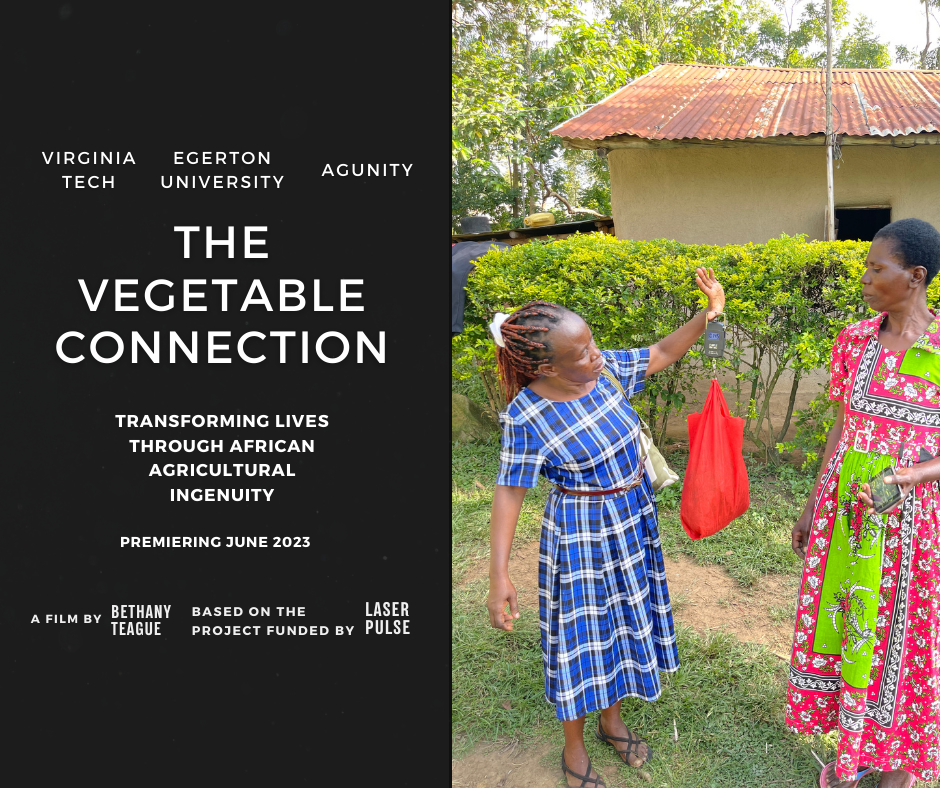 VIRGINIA
TECH
EGERTON
UNIVERSITY
AGUNITY
THE
VEGETABLE
CONNECTION
TRANSFORMING LIVES
THROUGH AFRICAN
AGRICULTURAL
INGENUITY
PREMIERING JUNE 2023
A FILM BY
BETHANY
TEAGUE
BASED ON THE
PROJECT FUNDED BY
LASER
PULSE